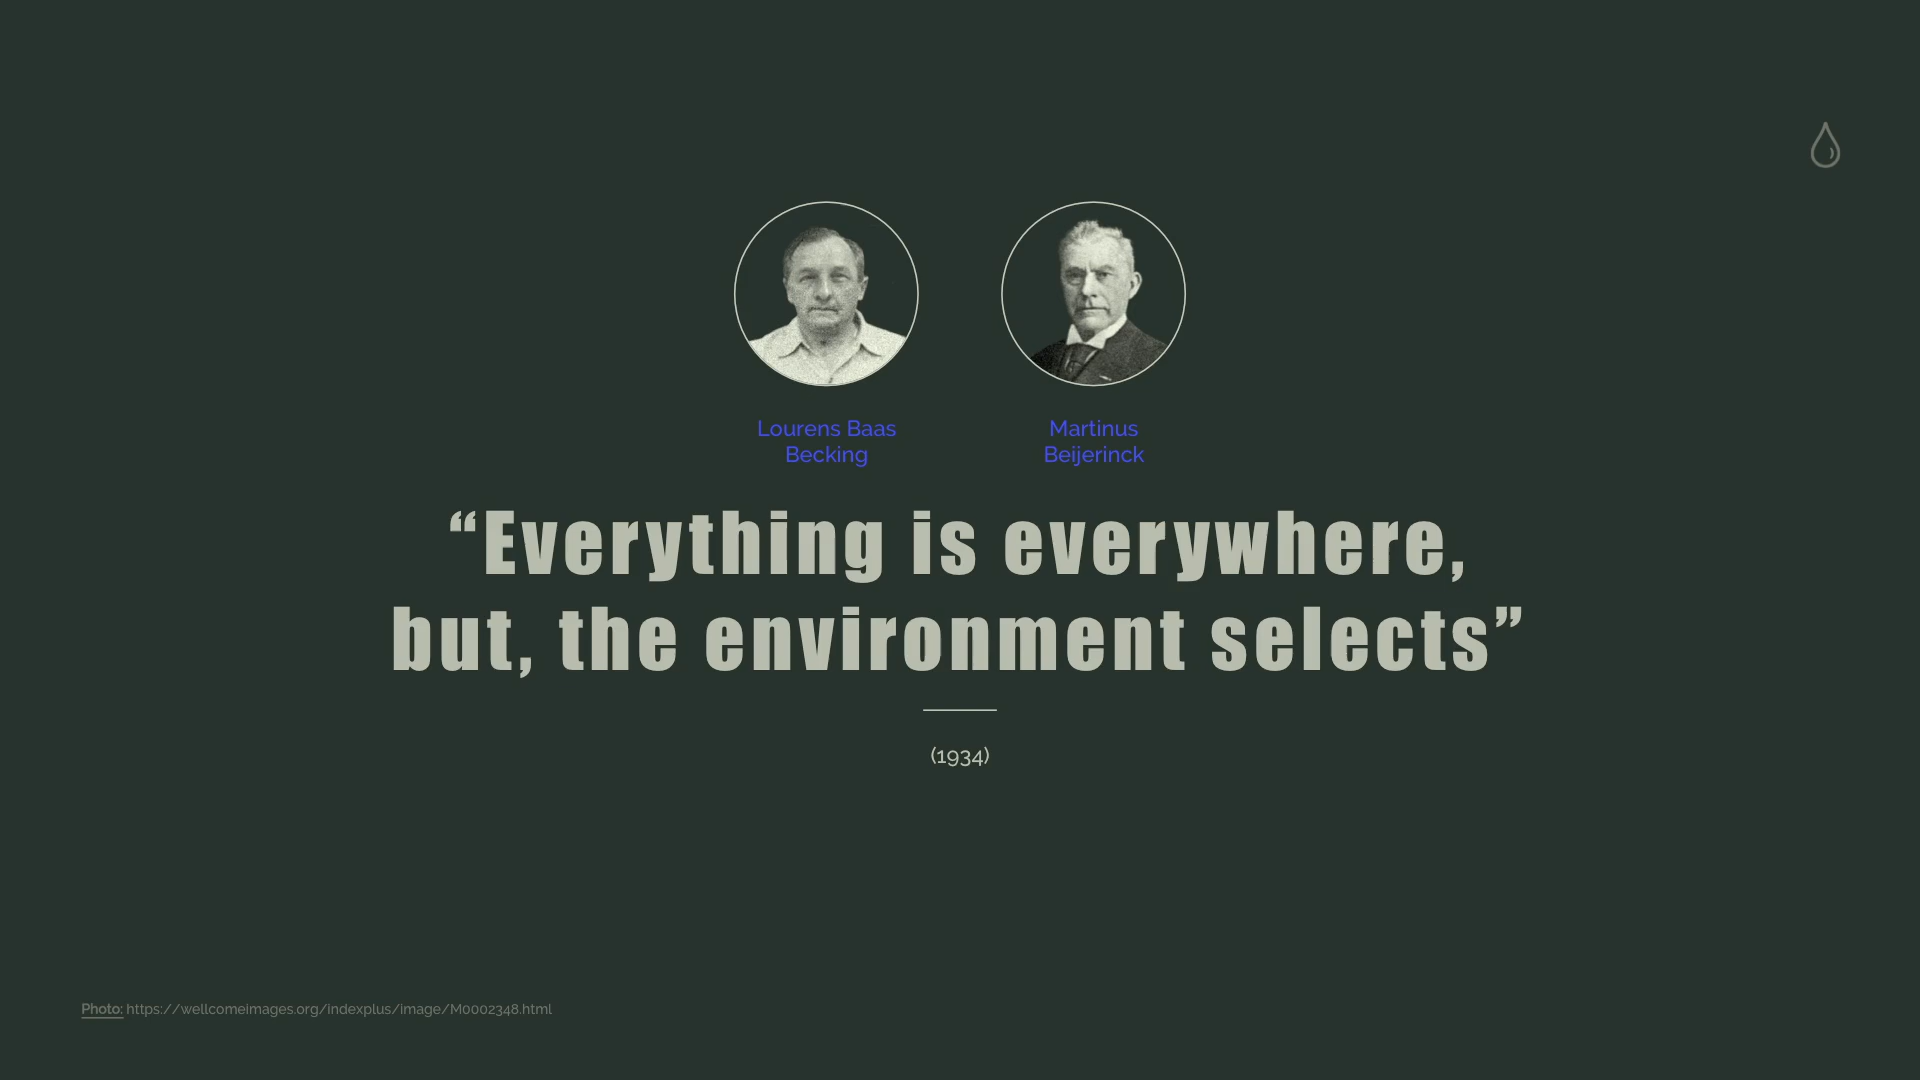 Lourens Baas
Becking
Martinus
Beijerinck
“Everything is everywhere,
but, the environment selects”
(1934)
Photo: https://wellcomeimages.org/indexplus/image/M0002348.html